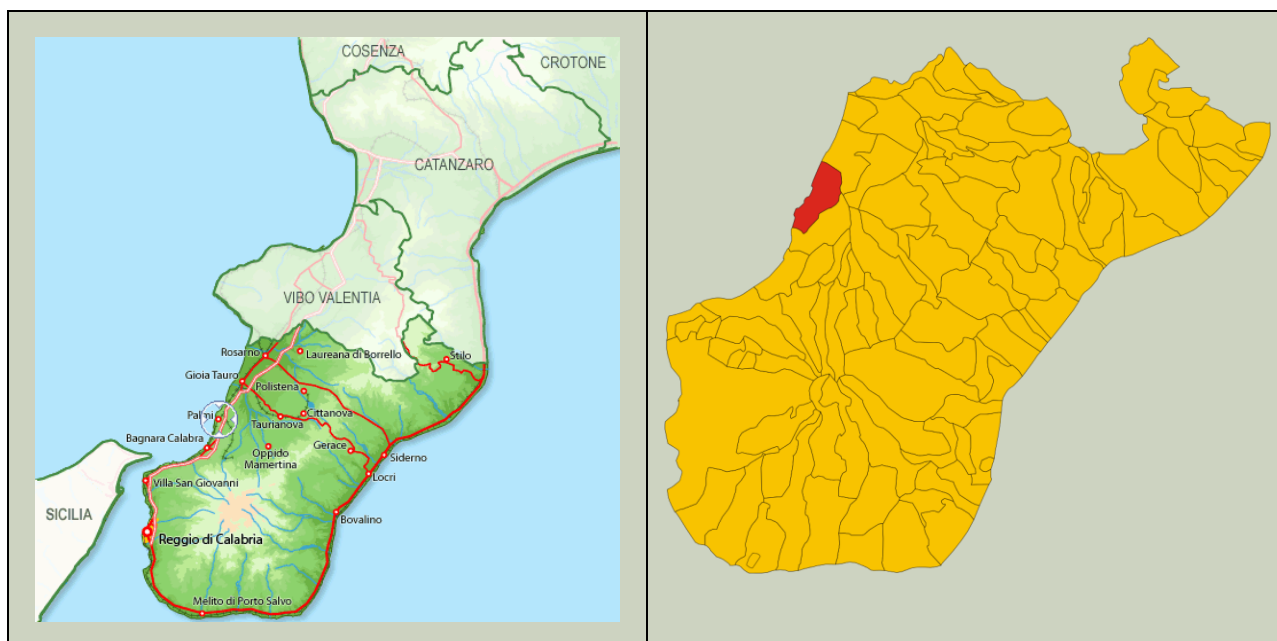 COSENZA
CROTONE
CATANZARO
VIBO VALENTIA
Rosarno
Laureana di Borrello
Stilo
Gioia Tauro
Polistena
Palmi
Cittanova
Taurianova
Bagnara Calabra
Oppido
Mamertina
Gerace
Siderno
Locri
Villa San Giovanni
SICILIA
Bovalino
Reggio di Calabria
Melito di Porto Salvo